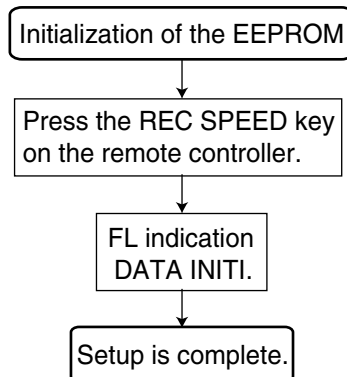 Initialization of the EEPROM
Press the REC SPEED key
on the remote controller.
FL indication
DATA INITI.
Setup is complete.